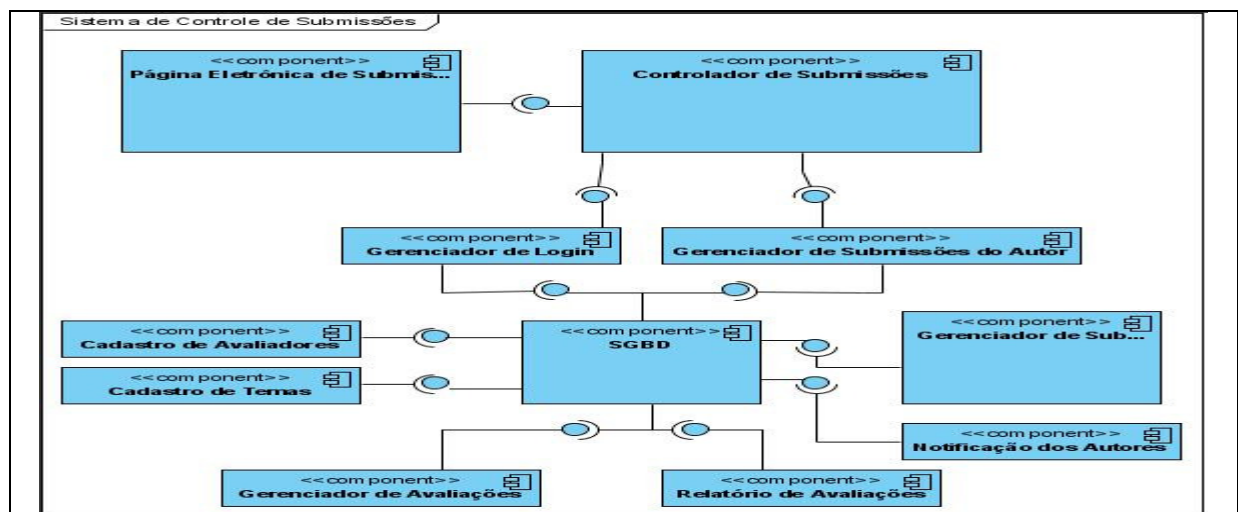 Sistema de Controle de Submissões
<<component>>
Página Eletrônica de Submis...
<<component>>
Controlador de Submissões
<<component>>
Gerenciador de Login
<<component>>
Gerenciador de Submissões do Autor
<<component>>
Cadastro de Avaliadores
<<component>>
SGBD
<<component>>
Gerenciador de Sub...
<<component>>
Cadastro de Temas
<<component>>
Notificação dos Autores
<<component>>
Gerenciador de Avaliações
<<component>>
Relatório de Avaliações